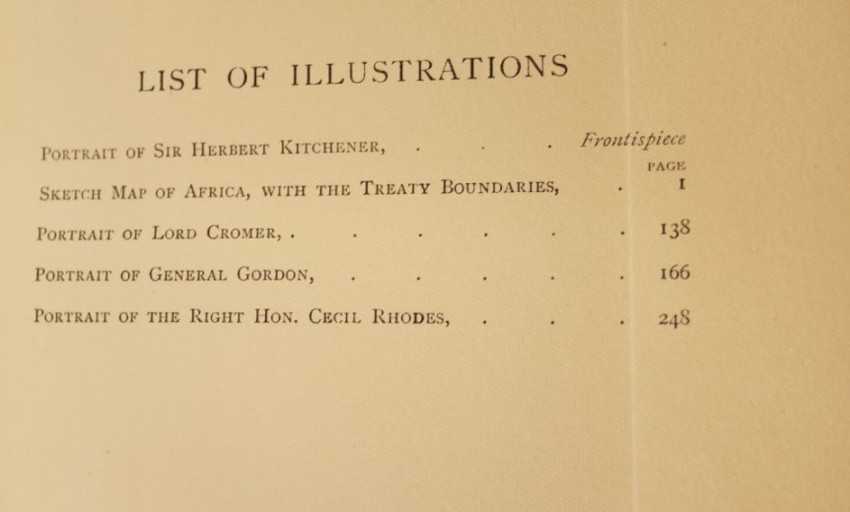 LIST OF ILLUSTRATIONS
PORTRAIT OF SIR HERBERT KITCHENER, . . . Frontispiece
PAGE
SKETCH MAP OF AFRICA, WITH THE TREATY BOUNDARIES, . 1
PORTRAIT OF LORD CROMER, . . . . . . 138
PORTRAIT OF GENERAL GORDON, . . . . . 166
PORTRAIT OF THE RIGHT HON. CECIL RHODES, . . . 248